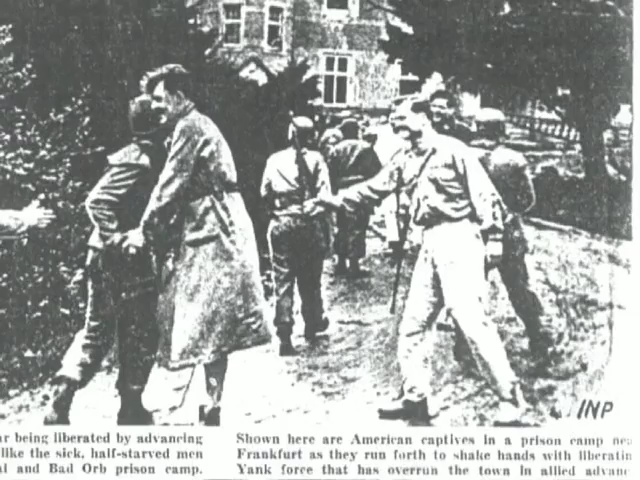 INP
ar being liberated by advancing
like the sick, half-starved men
al and Bad Orb prison camp.
Shown here are American captives in a prison camp nea
Frankfurt as they run forth to shake hands with liberatin
Yank force that has overrun the town in allied advanc